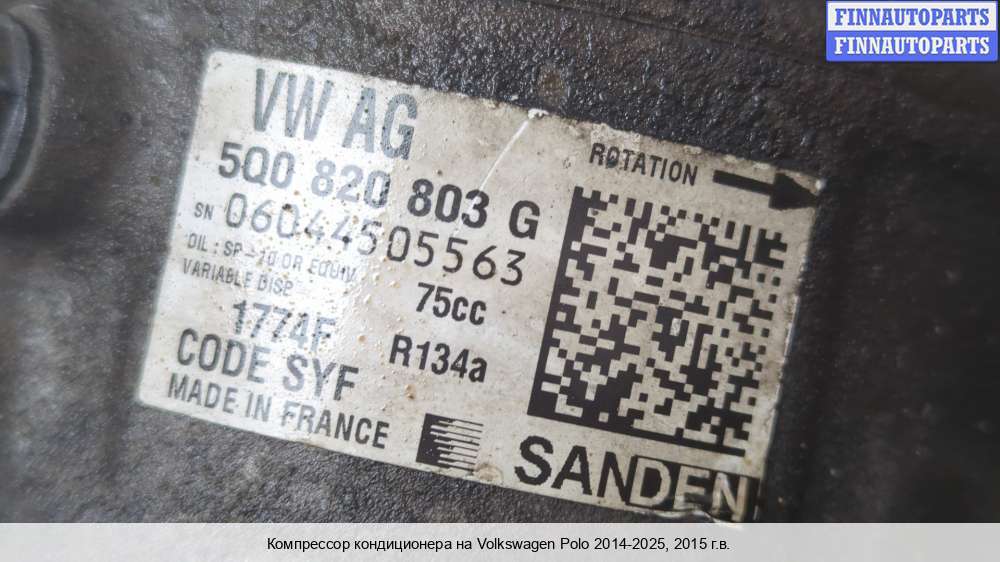 FINNAUTOPARTS
FINNAUTOPARTS
VW AG
ROTATION
5Q0 820 803 G
SN 06044505563
OIL : SP-10 OR EQUIV
VARIABLE DISP
75cc
1774F
R134a
CODE SYF
MADE IN FRANCE
SANDEN
Компрессор кондиционера на Volkswagen Polo 2014-2025, 2015 г.в.